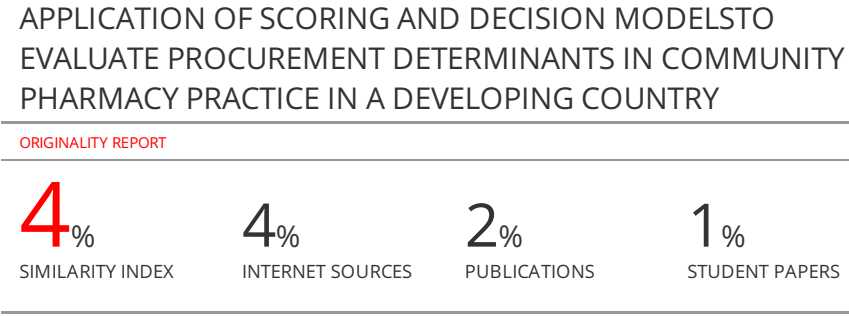 APPLICATION OF SCORING AND DECISION MODELSTO
EVALUATE PROCUREMENT DETERMINANTS IN COMMUNITY
PHARMACY PRACTICE IN A DEVELOPING COUNTRY
ORIGINALITY REPORT
4% 4% 2% 1%
SIMILARITY INDEX INTERNET SOURCES PUBLICATIONS STUDENT PAPERS